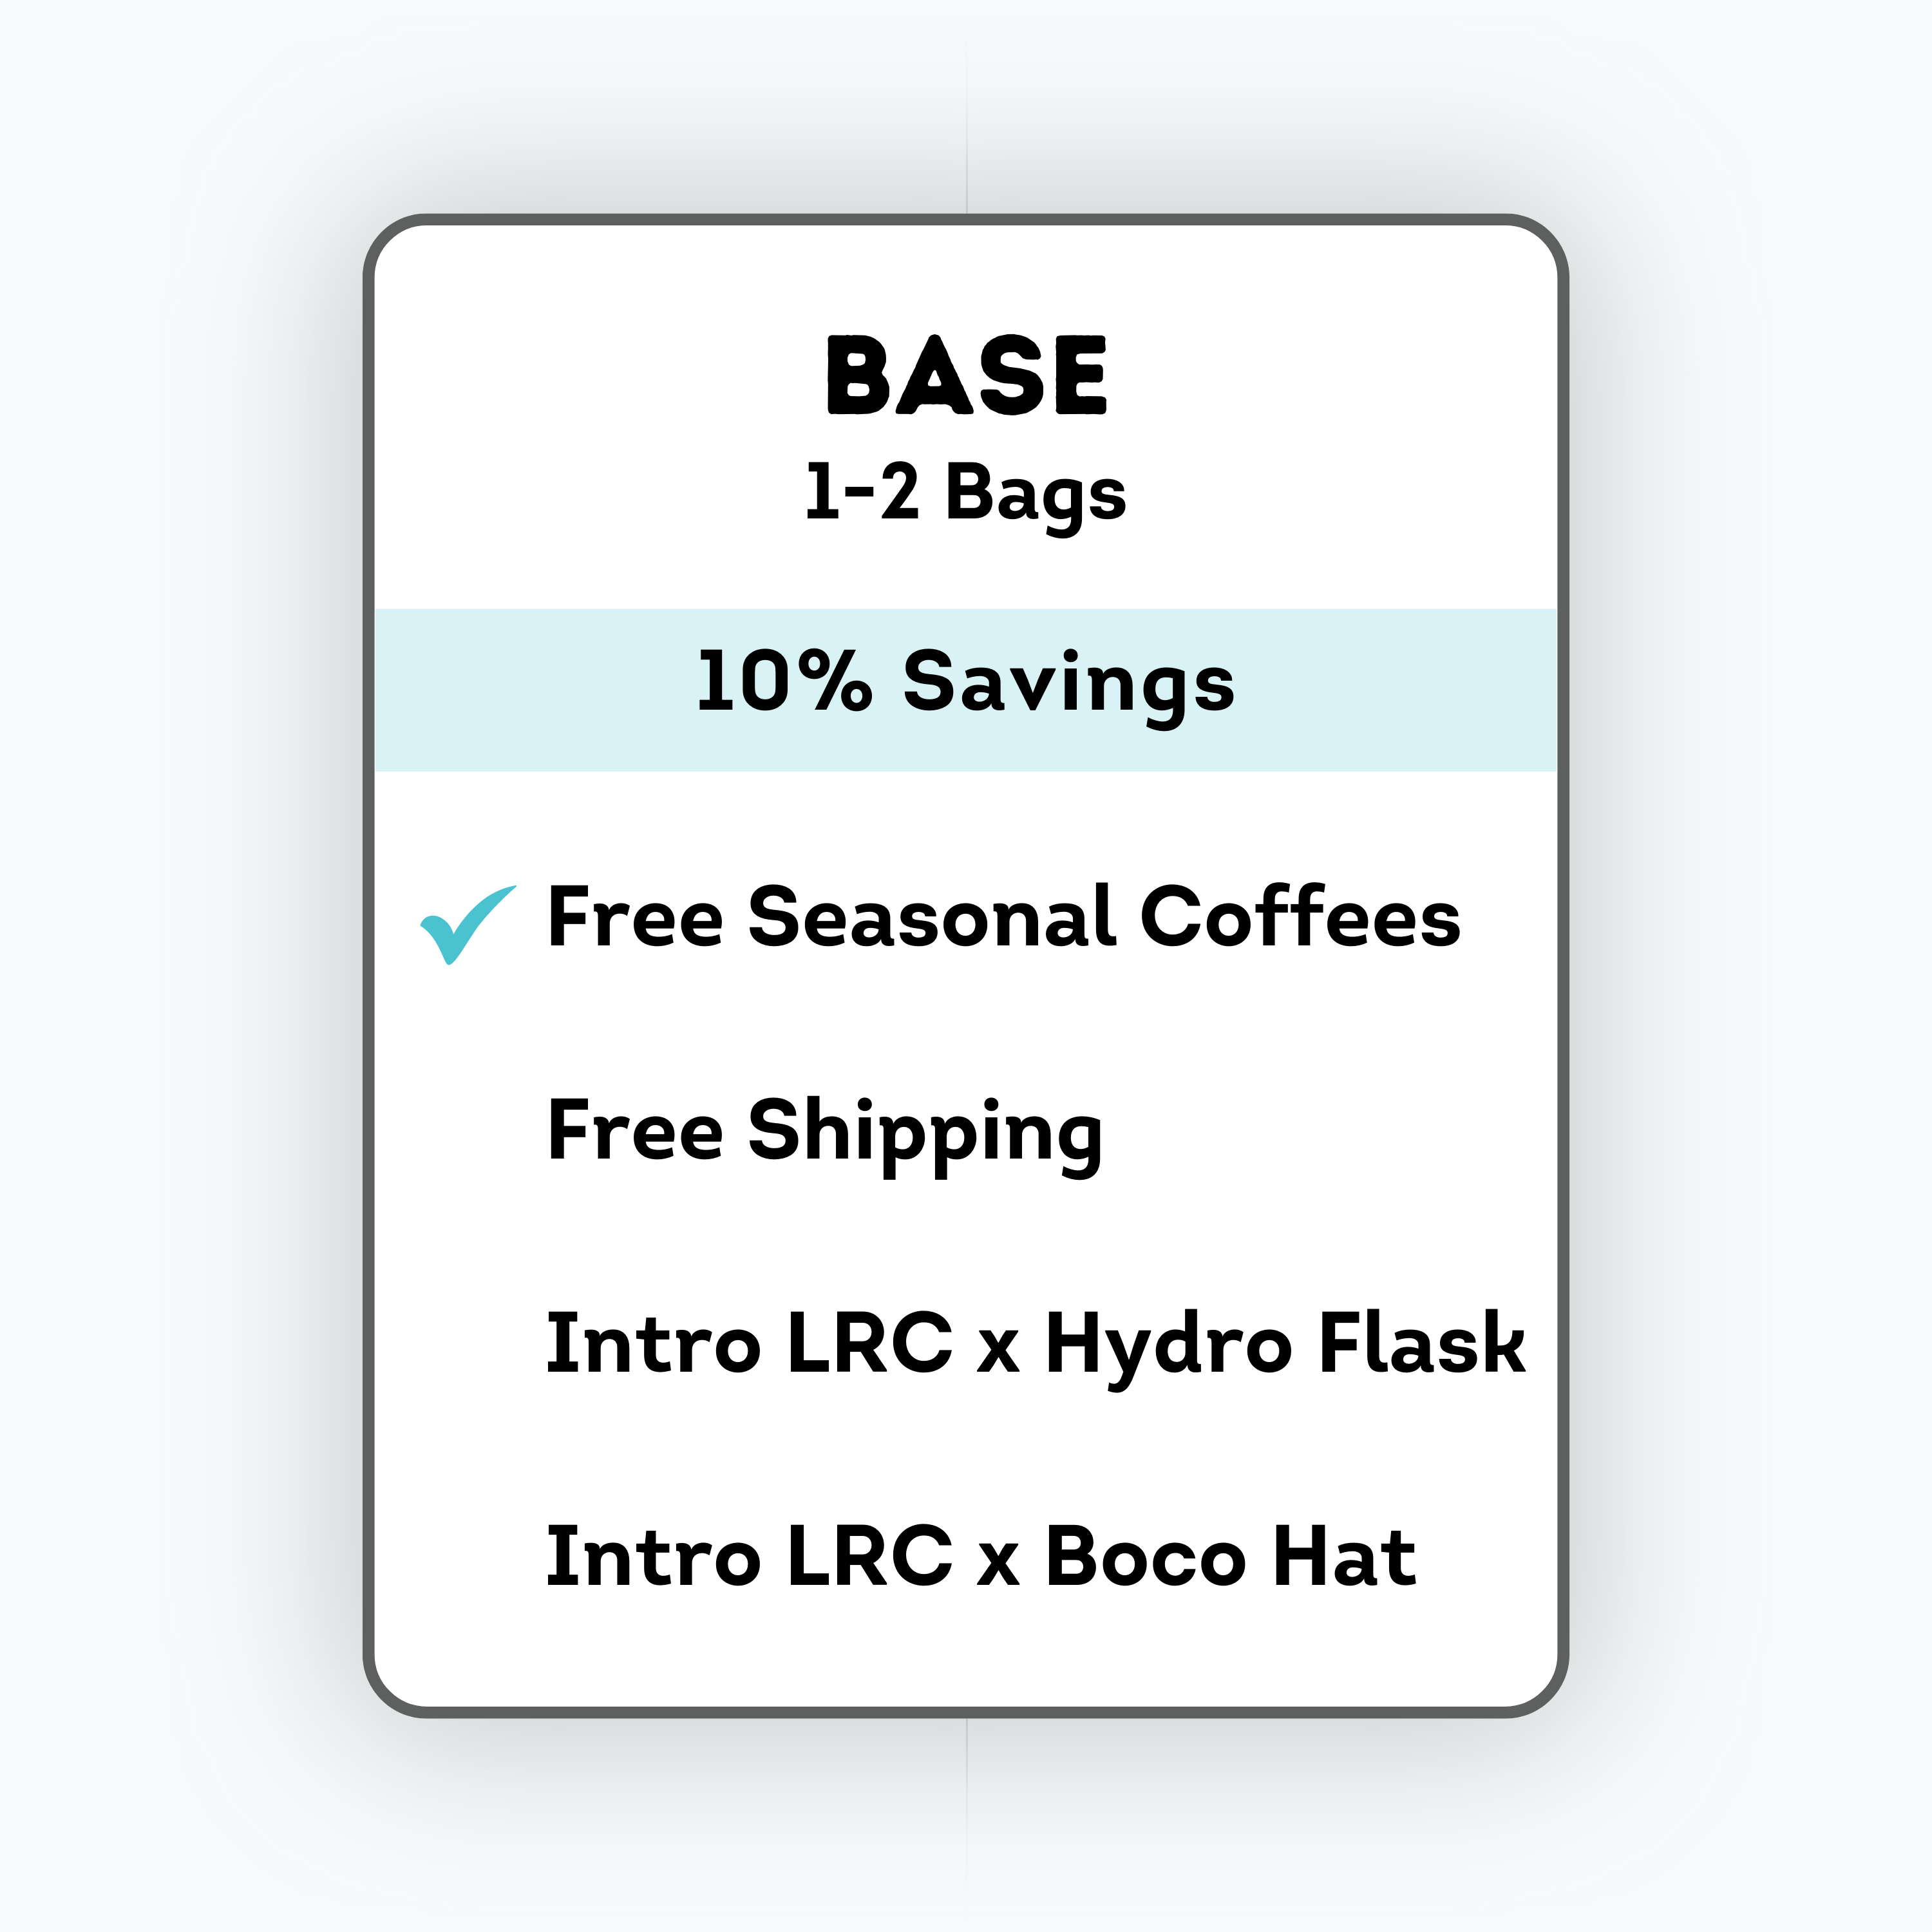 BASE
1-2 Bags
10% Savings
Free Seasonal Coffees
Free Shipping
Intro LRC x Hydro Flask
Intro LRC x Boco Hat